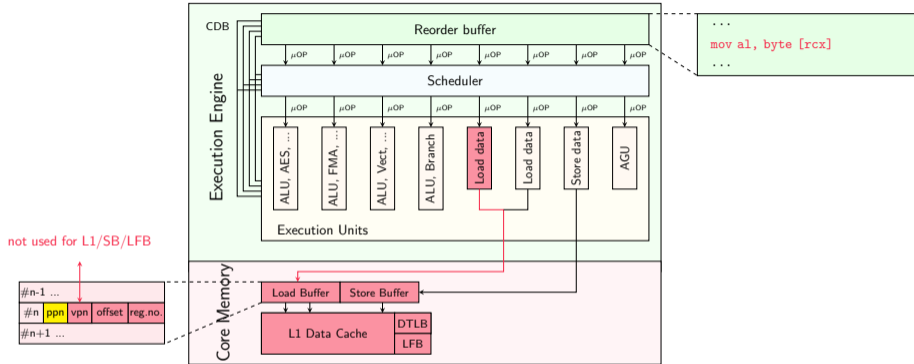 CDB
Reorder buffer
...
mov al, byte [rcx]
...
μOP μOP μOP μOP μOP μOP μOP μOP
Scheduler
μOP μOP μOP μOP μOP μOP μOP μOP
Execution Engine
ALU, AES, ...
ALU, FMA, ...
ALU, Vect, ...
ALU, Branch
Load data
Load data
Store data
AGU
Execution Units
not used for L1/SB/LFB
#n-1 ...
#n ppn vpn offset reg.no.
#n+1 ...
Core Memory
Load Buffer Store Buffer
L1 Data Cache
DTLB
LFB